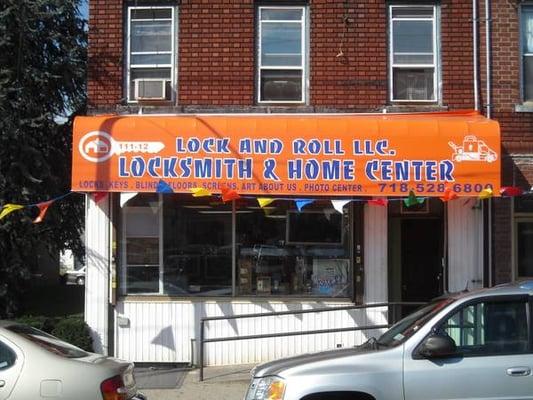 111-12
LOCK AND ROLL LLC.
LOCKSMITH & HOME CENTER
LOCKS, KEYS, BLINDS, FLOORS, SCREENS, ART ABOUT US, PHOTO CENTER, 718.528.6800